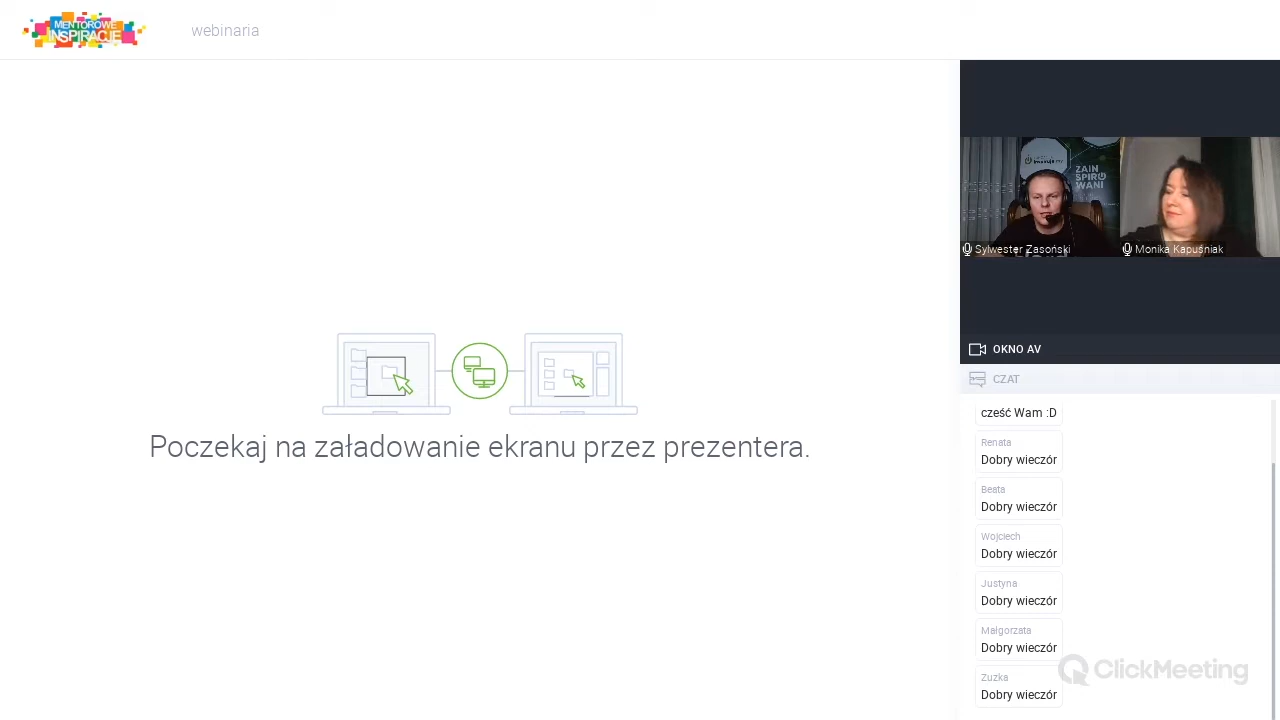 MENTOROWE
INSPIRACJE
webinaria
ZAIN
SPIRO
WANI
Sylwester Zasoński
Monika Kapuśniak
OKNO AV
CZAT
cześć Wam :D
Renata
Dobry wieczór
Beata
Dobry wieczór
Wojciech
Dobry wieczór
Justyna
Dobry wieczór
Małgorzata
Dobry wieczór
Zuzka
Dobry wieczór
Poczekaj na załadowanie ekranu przez prezentera.
ClickMeeting